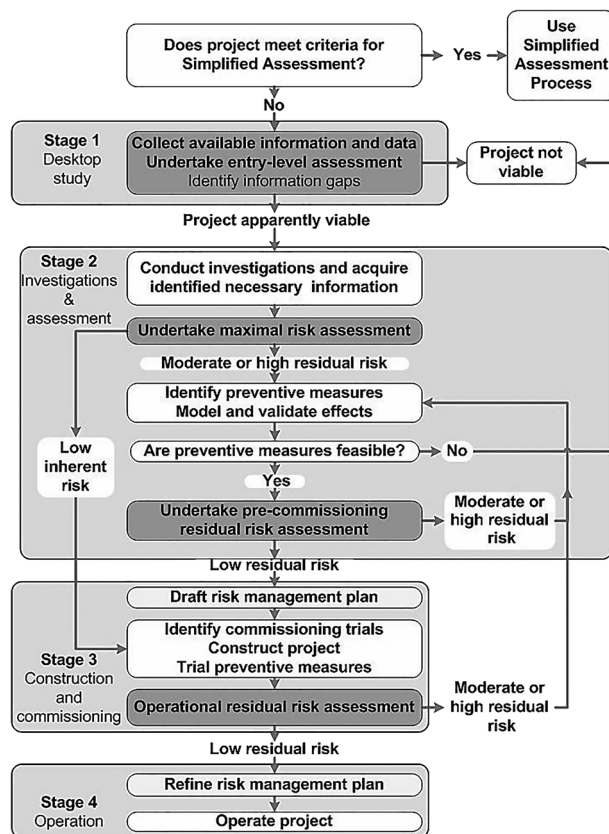 Does project meet criteria for
Simplified Assessment?
Yes
Use
Simplified
Assessment
Process
No
Stage 1
Desktop
study
Collect available information and data
Undertake entry-level assessment
Identify information gaps
Project not
viable
Project apparently viable
Stage 2
Investigations
&
assessment
Conduct investigations and acquire
identified necessary information
Undertake maximal risk assessment
Moderate or high residual risk
Identify preventive measures
Model and validate effects
Low
inherent
risk
Are preventive measures feasible?
No
Yes
Undertake pre-commissioning
residual risk assessment
Moderate or
high residual
risk
Low residual risk
Draft risk management plan
Stage 3
Construction
and
commissioning
Identify commissioning trials
Construct project
Trial preventive measures
Operational residual risk assessment
Moderate or
high residual
risk
Low residual risk
Stage 4
Operation
Refine risk management plan
Operate project